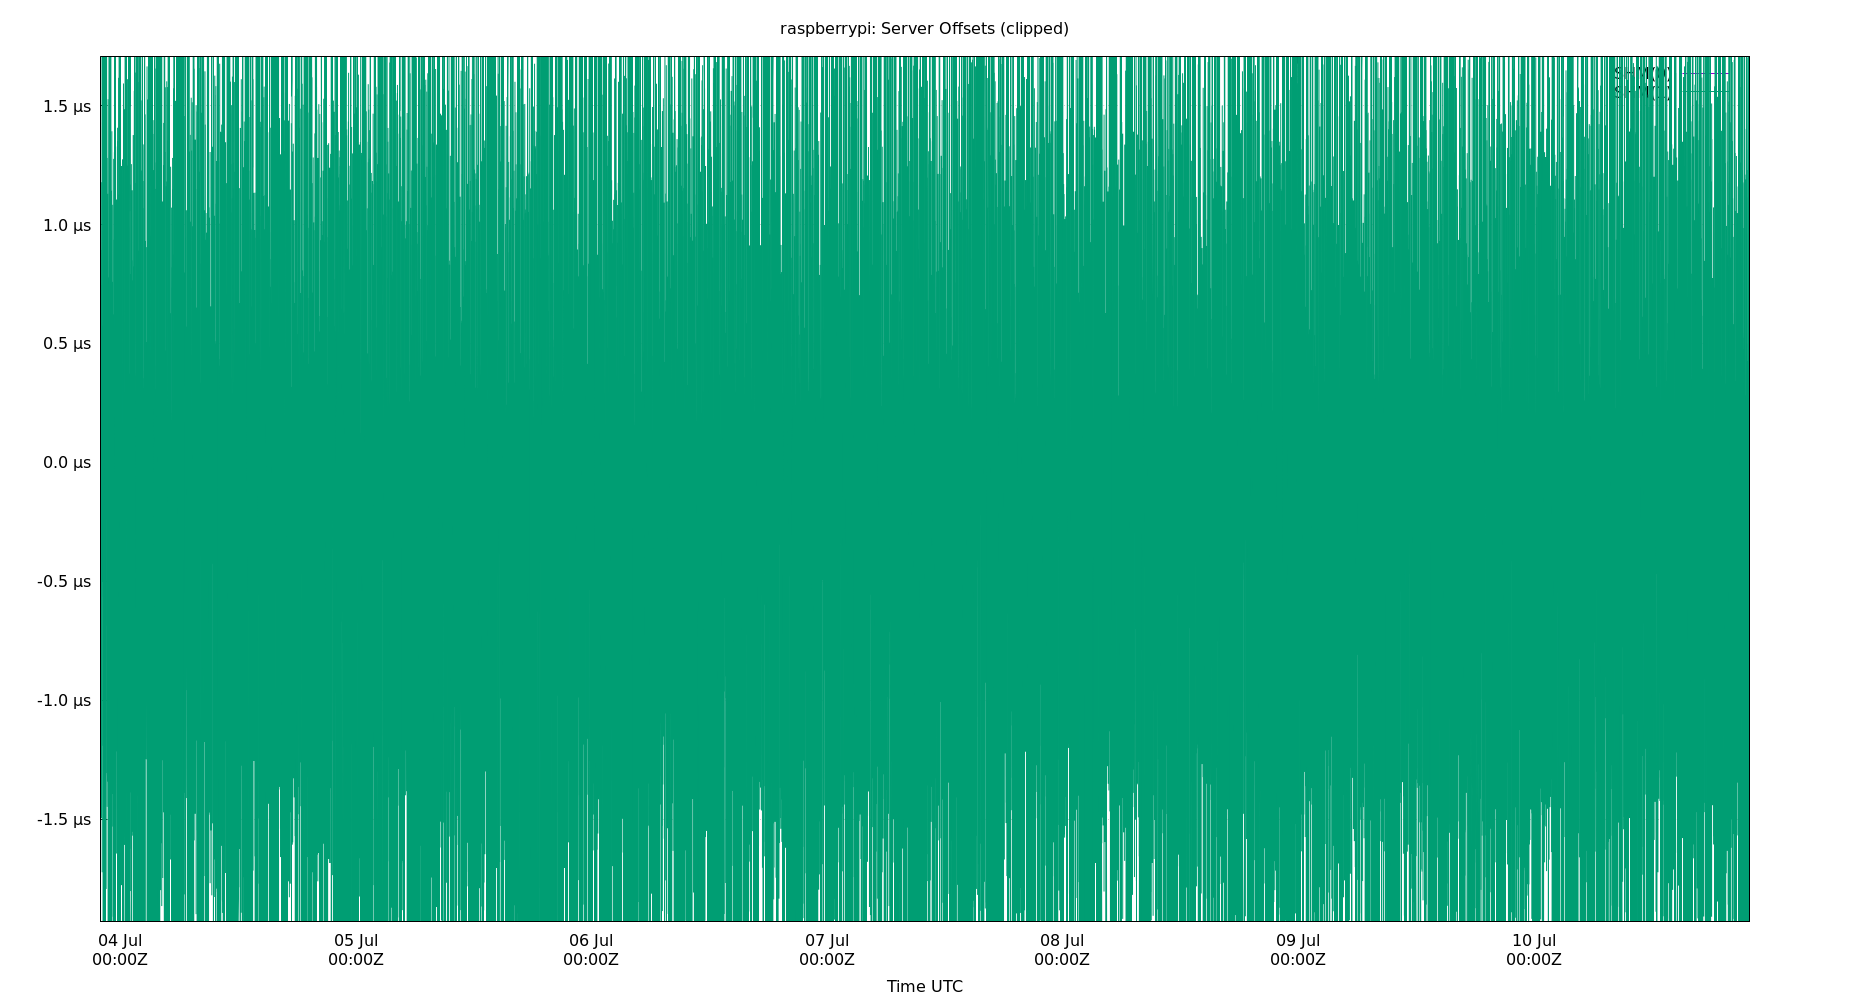 raspberrypi: Server Offsets (clipped)
SHM(0)
1.5 µs
1.0 µs
0.5 µs
0.0 µs
-0.5 µs
-1.0 µs
-1.5 µs
04 Jul 05 Jul 06 Jul 07 Jul 08 Jul 09 Jul 10 Jul
00:00Z 00:00Z 00:00Z 00:00Z 00:00Z 00:00Z 00:00Z
Time UTC